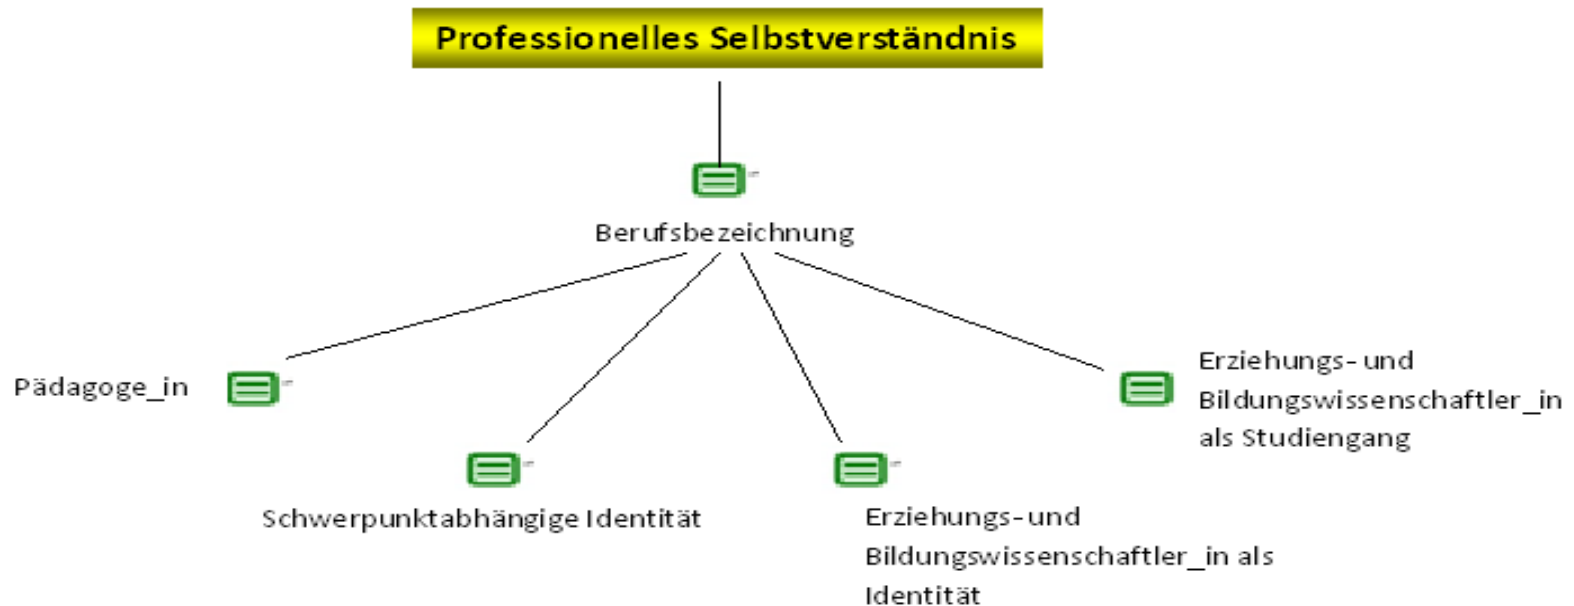 Professionelles Selbstverständnis
Berufsbezeichnung
Pädagoge_in
Schwerpunktabhängige Identität
Erziehungs- und
Bildungswissenschaftler_in als
Identität
Erziehungs- und
Bildungswissenschaftler_in
als Studiengang